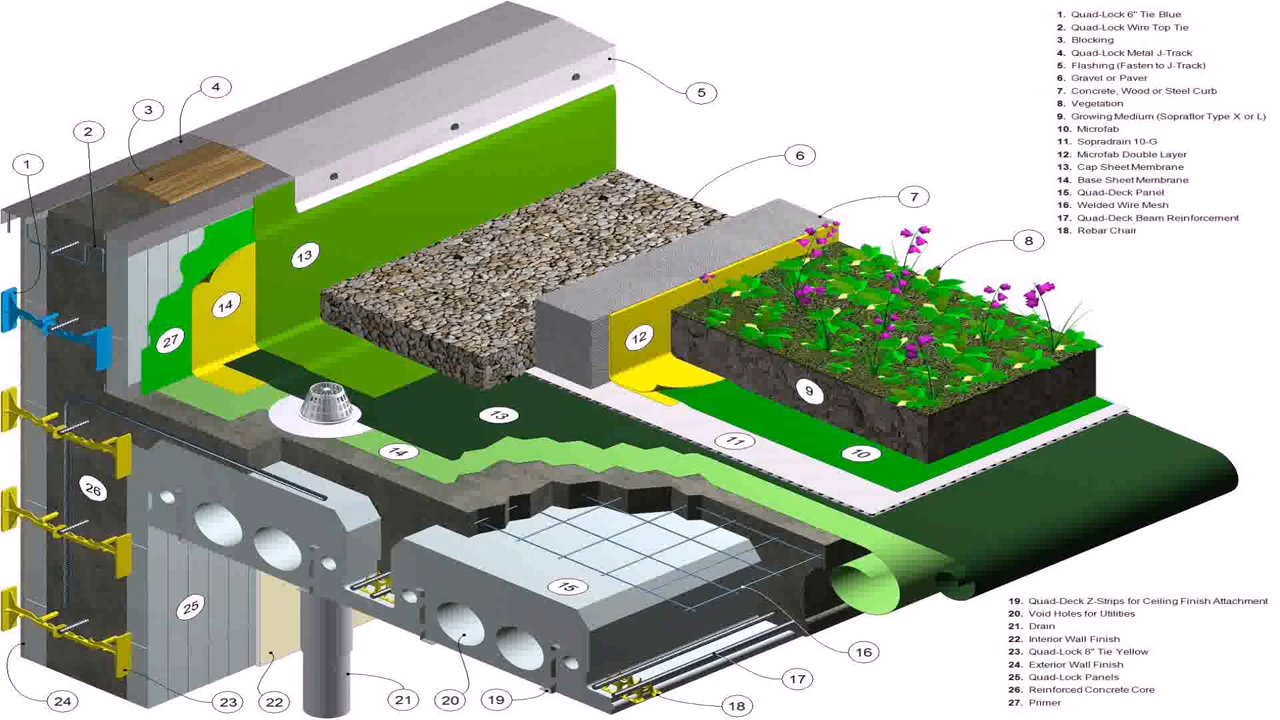 1. Quad-Lock 6" Tie Blue
2. Quad-Lock Wire Top Tie
3. Blocking
4. Quad-Lock Metal J-Track
5. Flashing (Fasten to J-Track)
6. Gravel or Paver
7. Concrete, Wood or Steel Curb
8. Vegetation
9. Growing Medium (Sopraflor Type X or L)
10. Microfab
11. Sopradrain 10-G
12. Microfab Double Layer
13. Cap Sheet Membrane
14. Base Sheet Membrane
15. Quad-Deck Panel
16. Welded Wire Mesh
17. Quad-Deck Beam Reinforcement
18. Rebar Chair
4
3
5
2
6
1
7
8
13
14
12
27
9
13
11
14
10
26
15
25
20
16
17
24
23
22
21
20
19
18
19. Quad-Deck Z-Strips for Ceiling Finish Attachment
20. Void Holes for Utilities
21. Drain
22. Interior Wall Finish
23. Quad-Lock 8" Tie Yellow
24. Exterior Wall Finish
25. Quad-Lock Panels
26. Reinforced Concrete Core
27. Primer